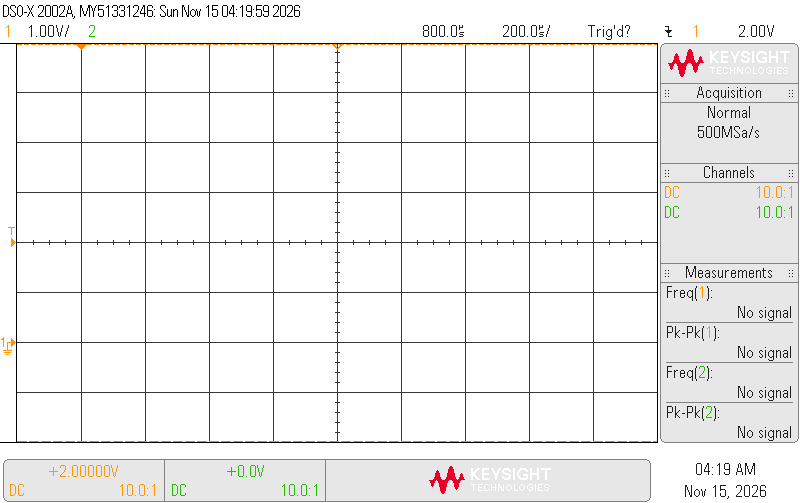 DSO-X 2002A, MY51331246: Sun Nov 15 04:19:59 2026
1 1.00V/ 2 800.0s 200.0s/ Trig'd? 1 2.00V
KEYSIGHT
TECHNOLOGIES
Acquisition
Normal
500MSa/s
Channels
DC 10.0:1
DC 10.0:1
T
Measurements
Freq(1):
No signal
1
Pk-Pk(1):
No signal
Freq(2):
No signal
Pk-Pk(2):
No signal
+2.00000V +0.0V
DC 10.0:1 DC 10.0:1
KEYSIGHT
TECHNOLOGIES
04:19 AM
Nov 15, 2026